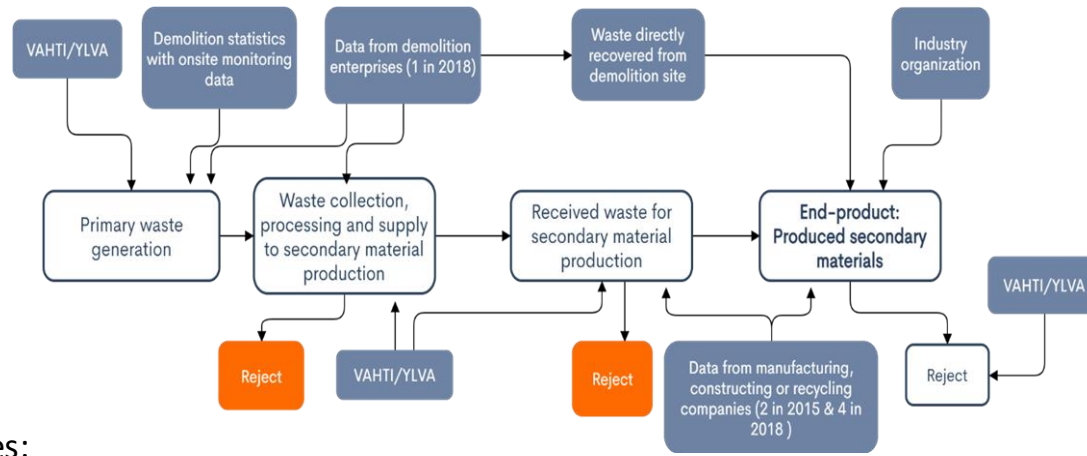 VAHTI/YLVA
Demolition statistics
with onsite monitoring
data
Data from demolition
enterprises (1 in 2018)
Waste directly
recovered from
demolition site
Industry
organization
Primary waste
generation
Waste collection,
processing and supply
to secondary material
production
Received waste for
secondary material
production
End-product:
Produced secondary
materials
VAHTI/YLVA
Reject
VAHTI/YLVA
Reject
Data from manufacturing,
constructing or recycling
companies (2 in 2015 & 4 in
2018 )
Reject
es: